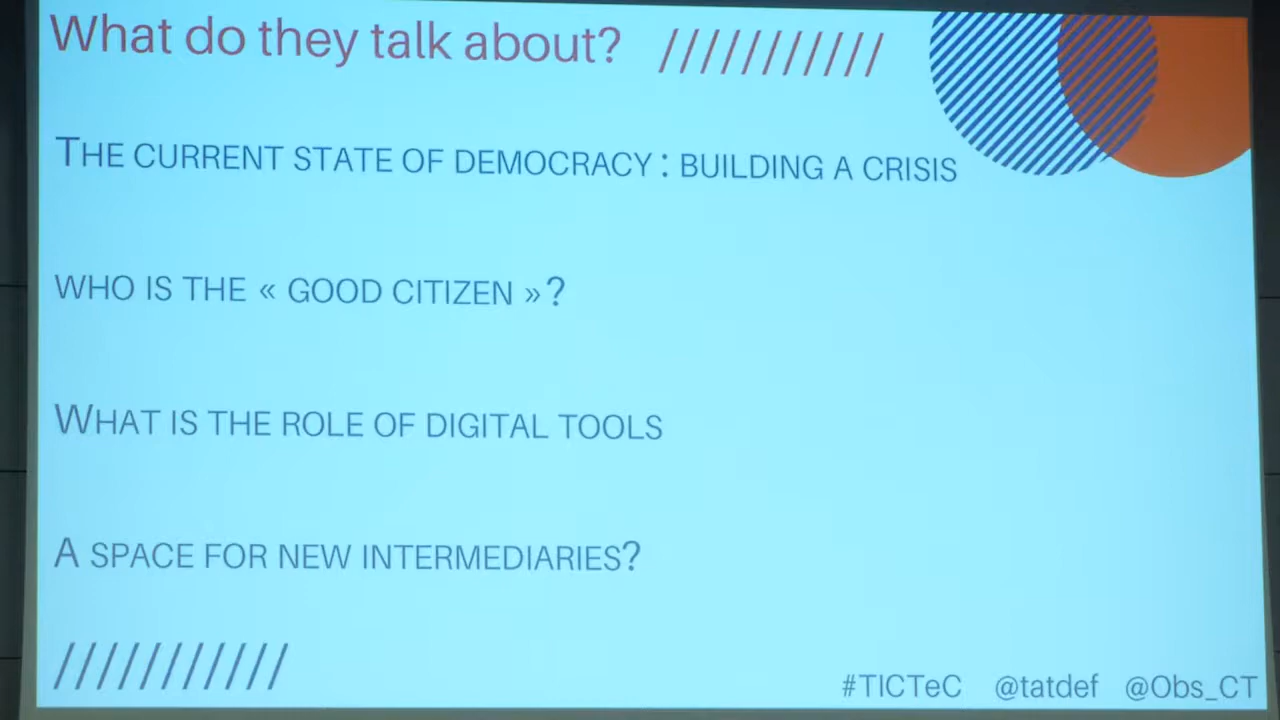 What do they talk about? ///////////
THE CURRENT STATE OF DEMOCRACY : BUILDING A CRISIS
WHO IS THE « GOOD CITIZEN » ?
WHAT IS THE ROLE OF DIGITAL TOOLS
A SPACE FOR NEW INTERMEDIARIES?
///////////
#TICTeC @tatdef @Obs_CT